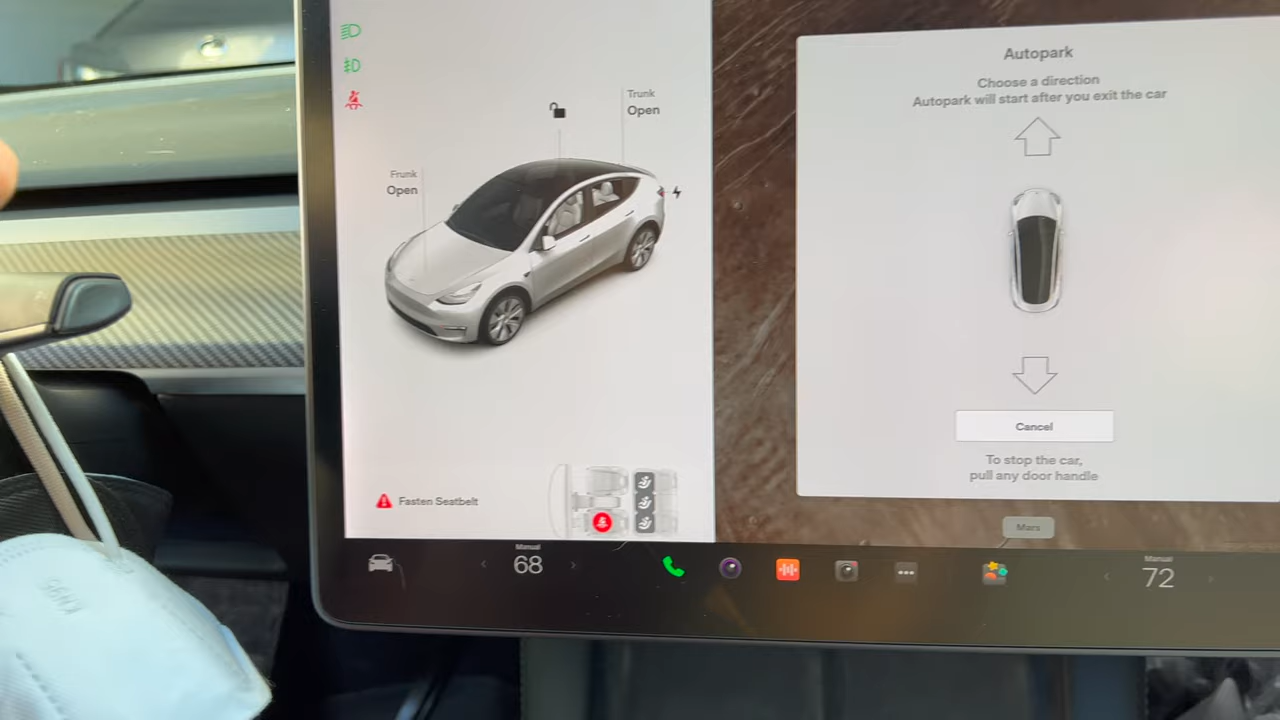 Trunk
Open
Frunk
Open
Fasten Seatbelt
Autopark
Choose a direction
Autopark will start after you exit the car
Cancel
To stop the car,
pull any door handle
Mars
Manual
68
Manual
72